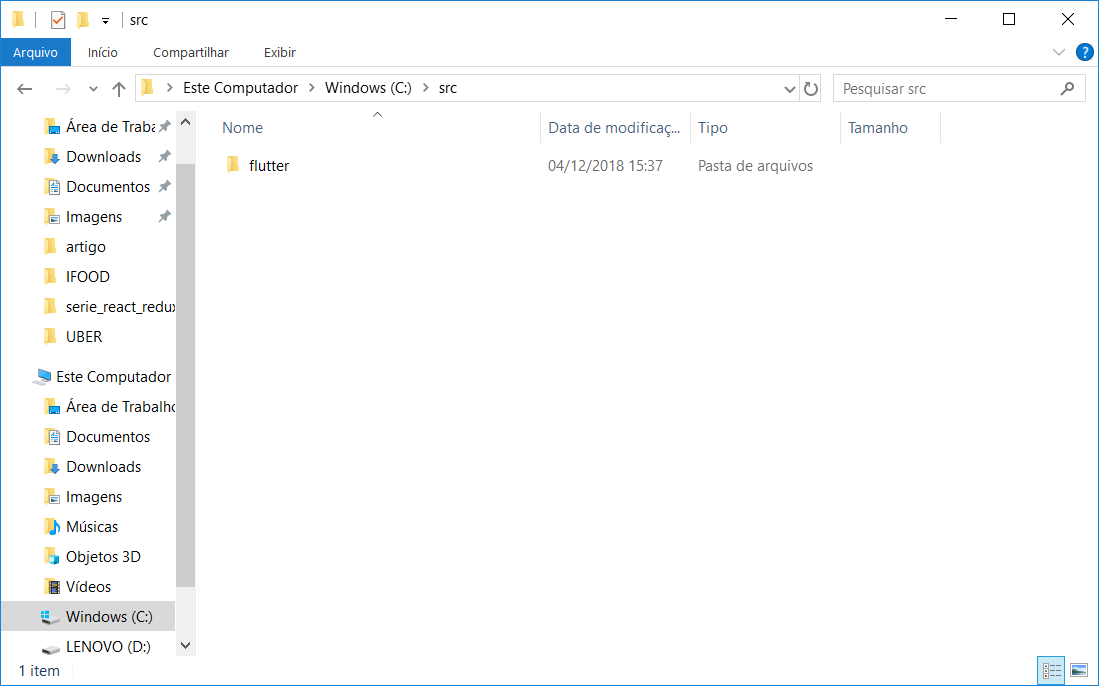 src
Arquivo Início Compartilhar Exibir
Este Computador Windows (C:) src
Pesquisar src
Nome Data de modificaç... Tipo Tamanho
flutter 04/12/2018 15:37 Pasta de arquivos
Área de Traba
Downloads
Documentos
Imagens
artigo
IFOOD
serie_react_redux
UBER
Este Computador
Área de Trabalho
Documentos
Downloads
Imagens
Músicas
Objetos 3D
Vídeos
Windows (C:)
LENOVO (D:)
1 item